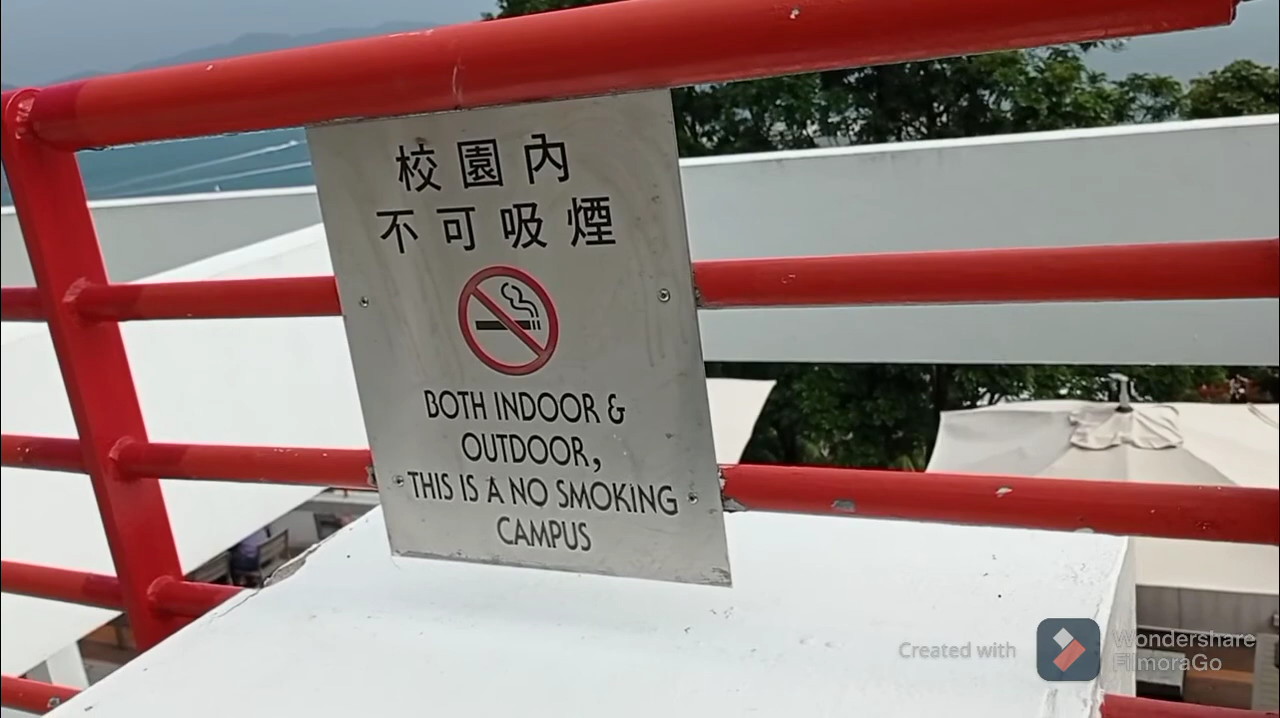 校園內
不可吸煙
BOTH INDOOR &
OUTDOOR,
THIS IS A NO SMOKING
CAMPUS
Created with
Wondershare
FilmoraGo